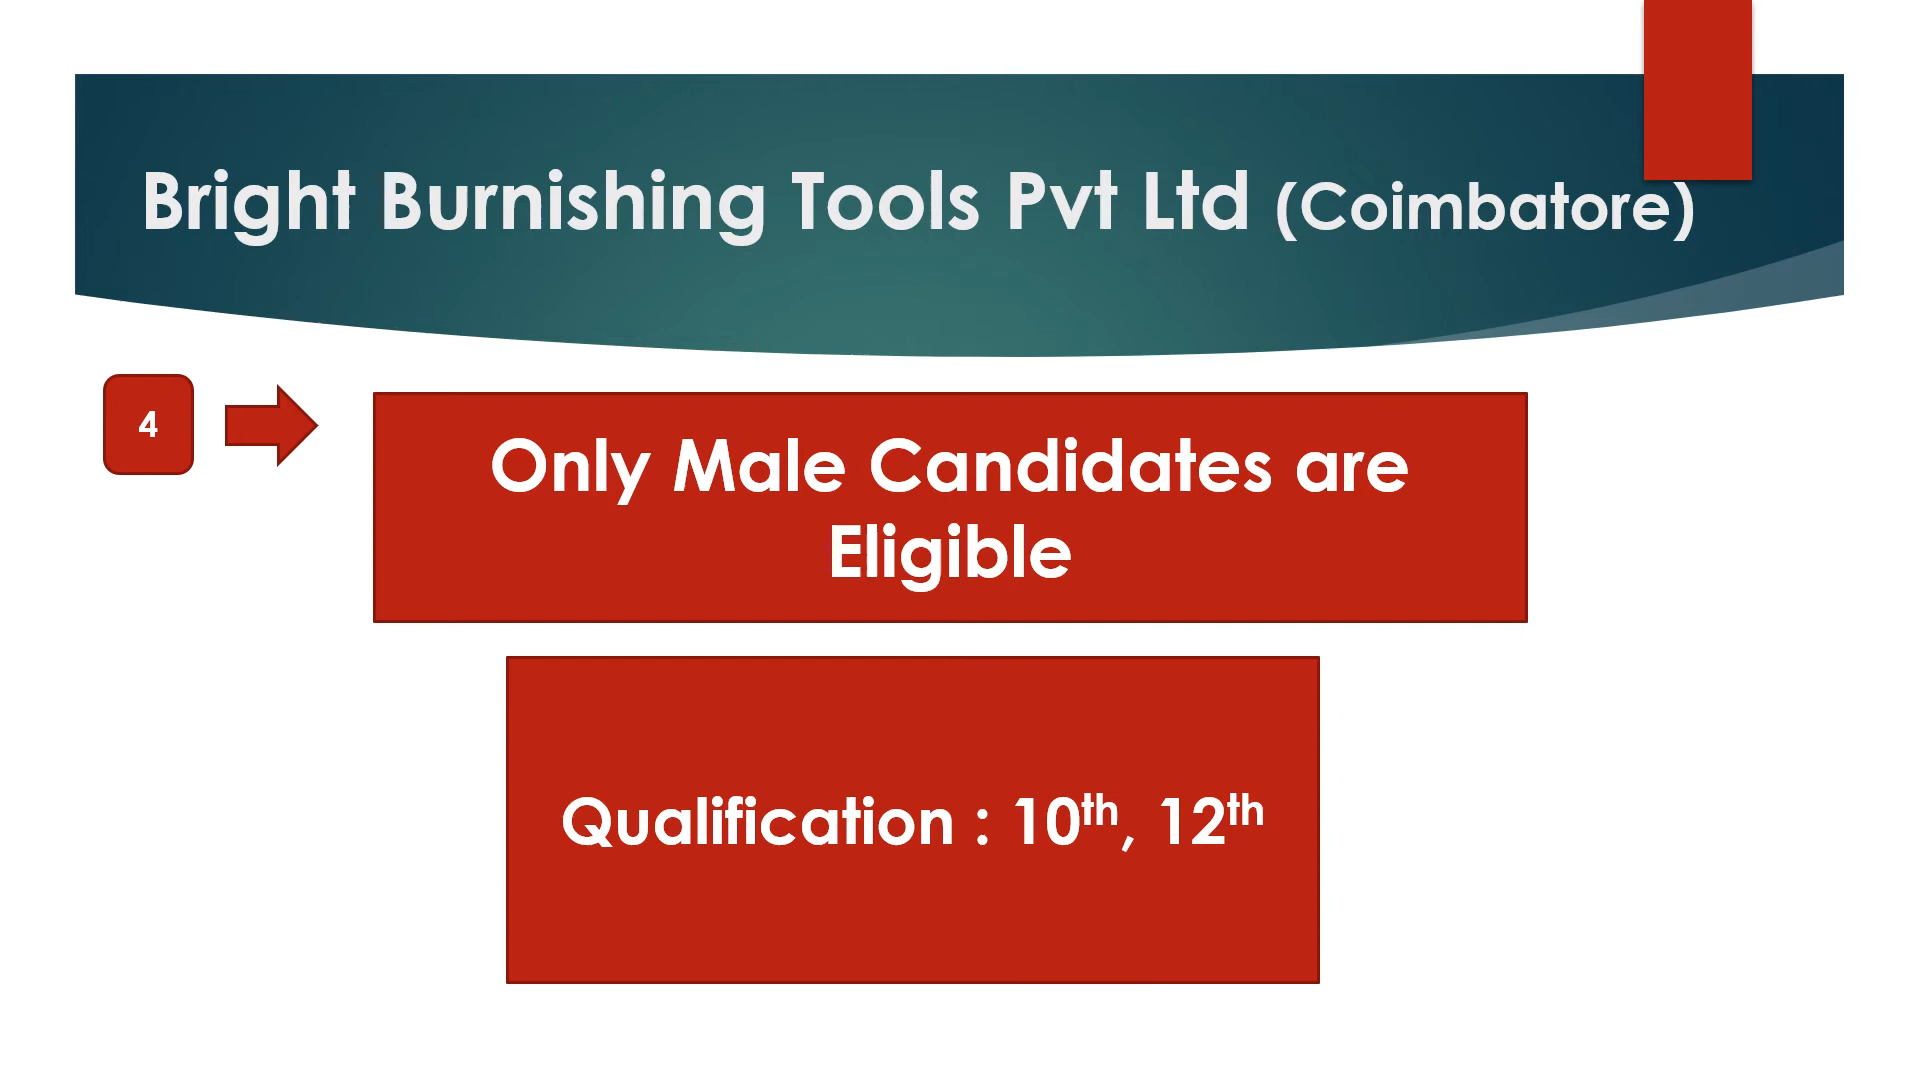 Bright Burnishing Tools Pvt Ltd (Coimbatore)
4
Only Male Candidates are
Eligible
Qualification : 10th, 12th